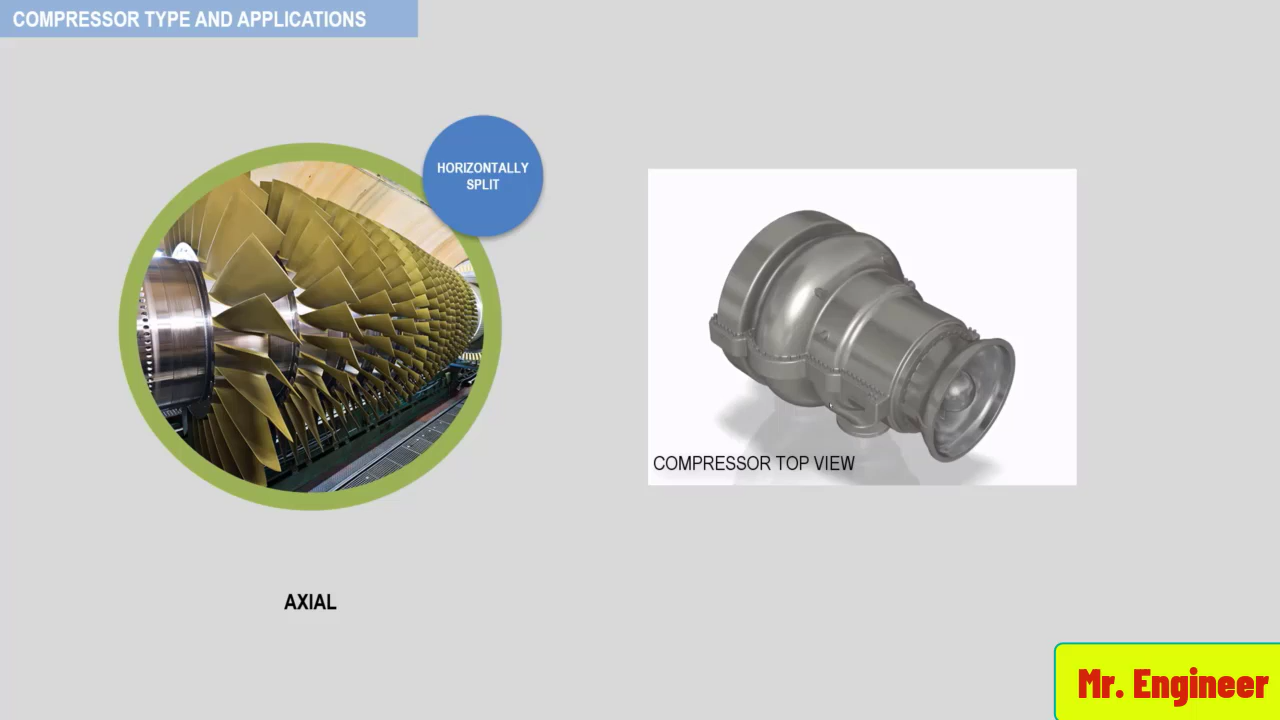 COMPRESSOR TYPE AND APPLICATIONS
HORIZONTALLY
SPLIT
COMPRESSOR TOP VIEW
AXIAL
Mr. Engineer